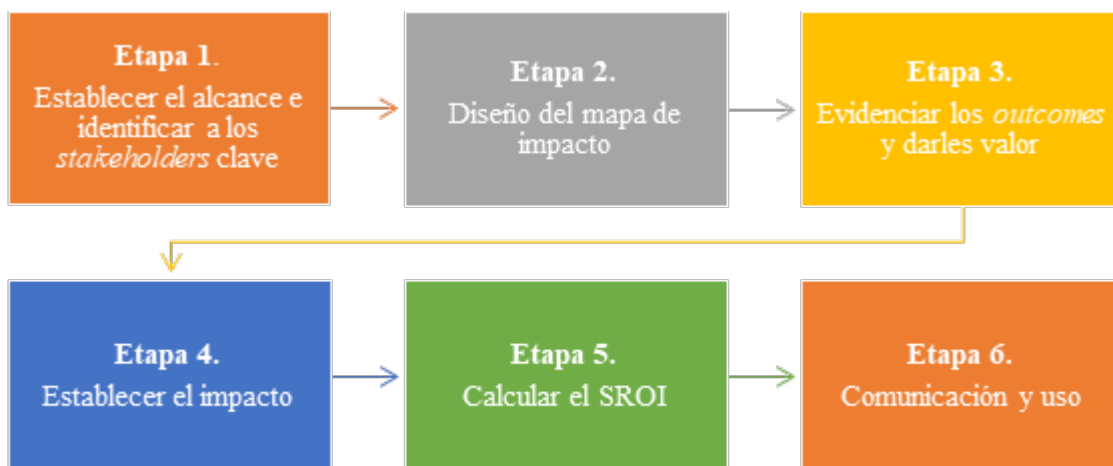 Etapa 1.
Establecer el alcance e
identificar a los
stakeholders clave
Etapa 2.
Diseño del mapa de
impacto
Etapa 3.
Evidenciar los outcomes
y darles valor
Etapa 4.
Establecer el impacto
Etapa 5.
Calcular el SROI
Etapa 6.
Comunicación y uso